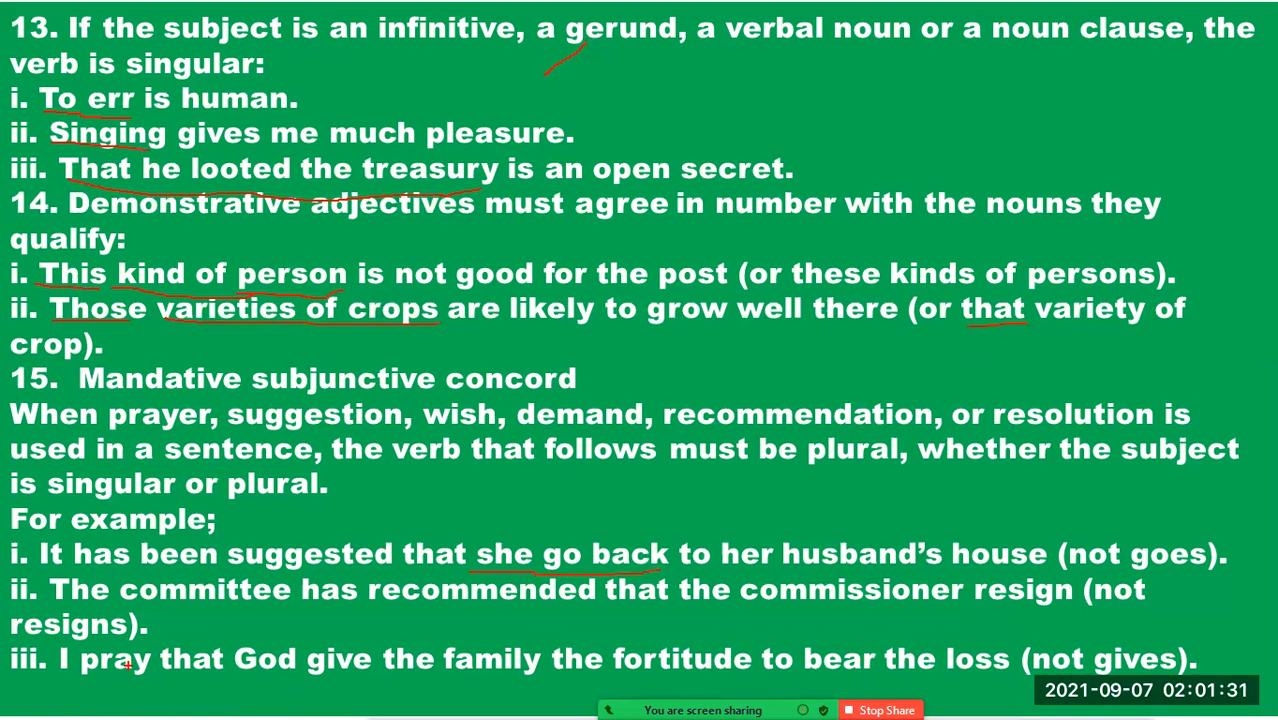 13. If the subject is an infinitive, a gerund, a verbal noun or a noun clause, the
verb is singular:
i. To err is human.
ii. Singing gives me much pleasure.
iii. That he looted the treasury is an open secret.
14. Demonstrative adjectives must agree in number with the nouns they
qualify:
i. This kind of person is not good for the post (or these kinds of persons).
ii. Those varieties of crops are likely to grow well there (or that variety of
crop).
15.  Mandative subjunctive concord
When prayer, suggestion, wish, demand, recommendation, or resolution is
used in a sentence, the verb that follows must be plural, whether the subject
is singular or plural.
For example;
i. It has been suggested that she go back to her husband’s house (not goes).
ii. The committee has recommended that the commissioner resign (not
resigns).
iii. I pray that God give the family the fortitude to bear the loss (not gives).
2021-09-07 02:01:31
You are screen sharing
Stop Share